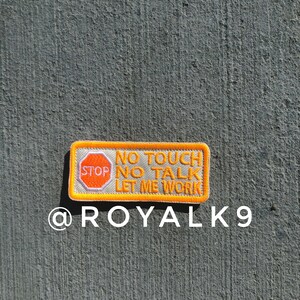 STOP
NO TOUCH
NO TALK
LET ME WORK
@ROYALK9